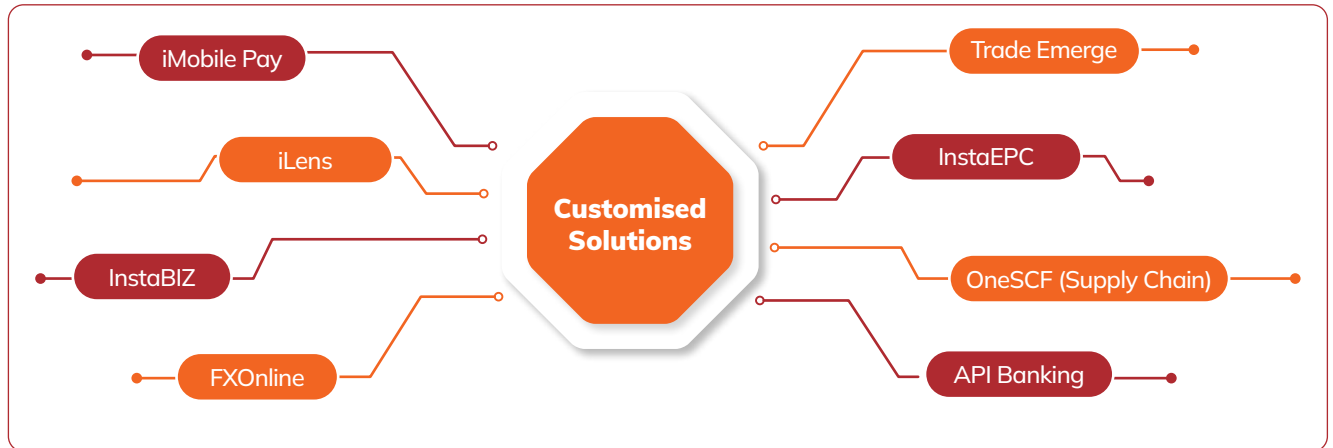 iMobile Pay
iLens
InstaBIZ
FXOnline
Customised
Solutions
Trade Emerge
InstaEPC
OneSCF (Supply Chain)
API Banking